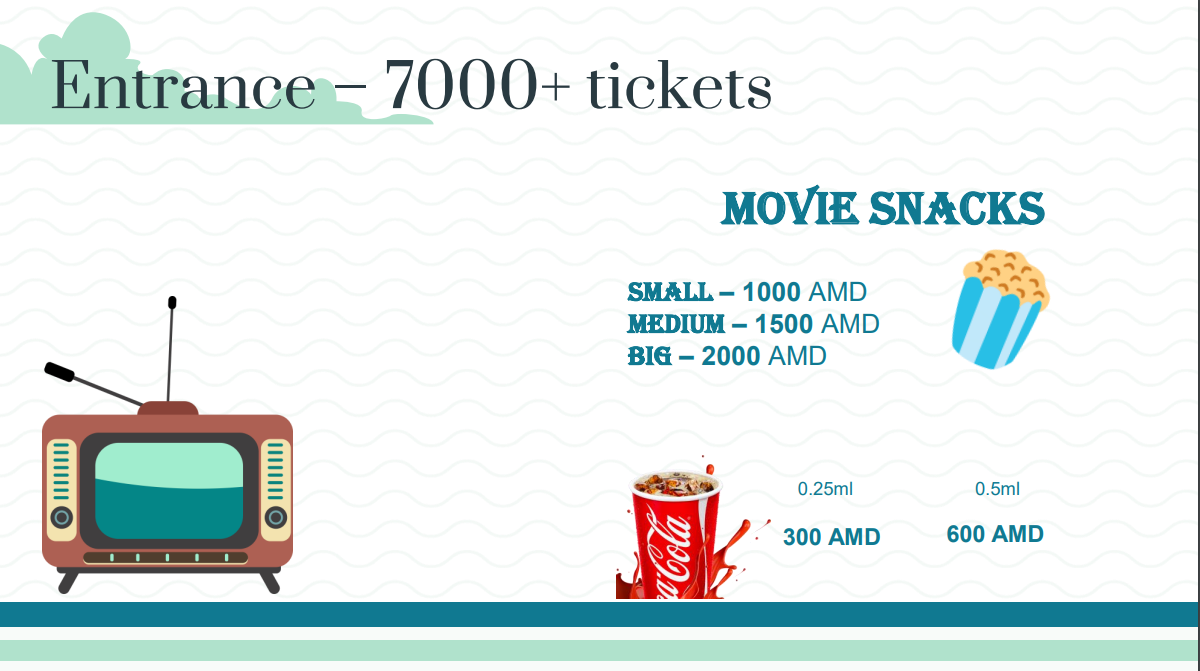 Entrance – 7000+ tickets
MOVIE SNACKS
SMALL – 1000 AMD
MEDIUM – 1500 AMD
BIG – 2000 AMD
0.25ml 0.5ml
300 AMD 600 AMD
ca-Cola